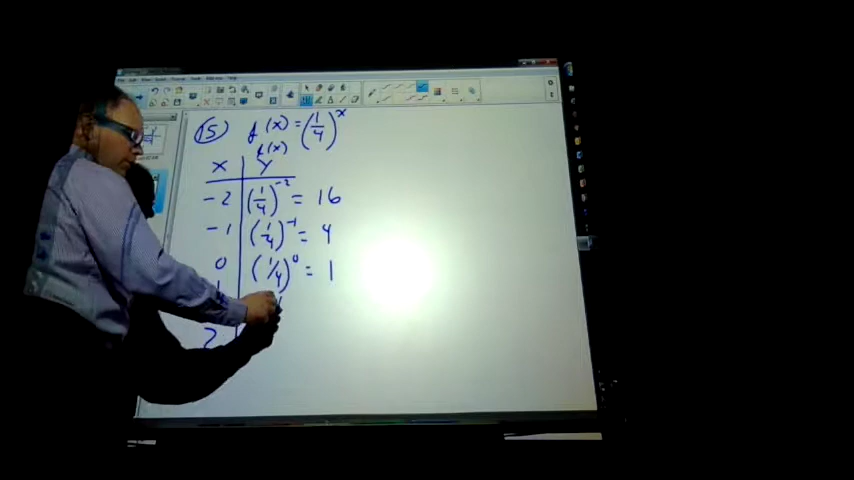 15) f(x) = (1/4)^x
f(x)
x | y
-2 | (1/4)^-2 = 16
-1 | (1/4)^-1 = 4
0 | (1/4)^0 = 1
1
2